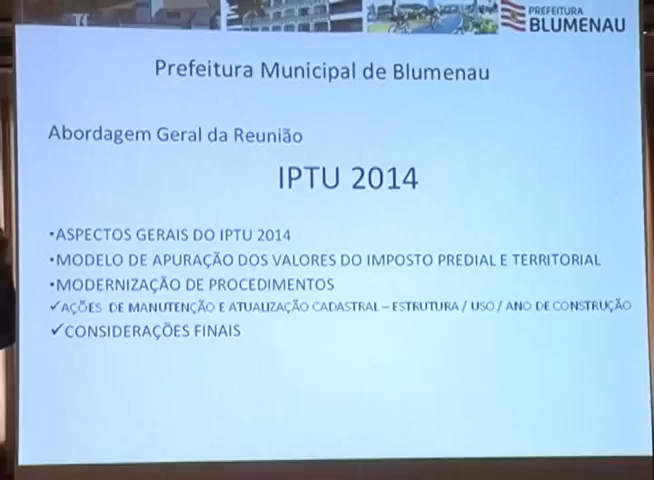 PREFEITURA
BLUMENAU
Prefeitura Municipal de Blumenau
Abordagem Geral da Reunião
IPTU 2014
•ASPECTOS GERAIS DO IPTU 2014
•MODELO DE APURAÇÃO DOS VALORES DO IMPOSTO PREDIAL E TERRITORIAL
•MODERNIZAÇÃO DE PROCEDIMENTOS
✓AÇÕES DE MANUTENÇÃO E ATUALIZAÇÃO CADASTRAL – ESTRUTURA / USO / ANO DE CONSTRUÇÃO
✓CONSIDERAÇÕES FINAIS